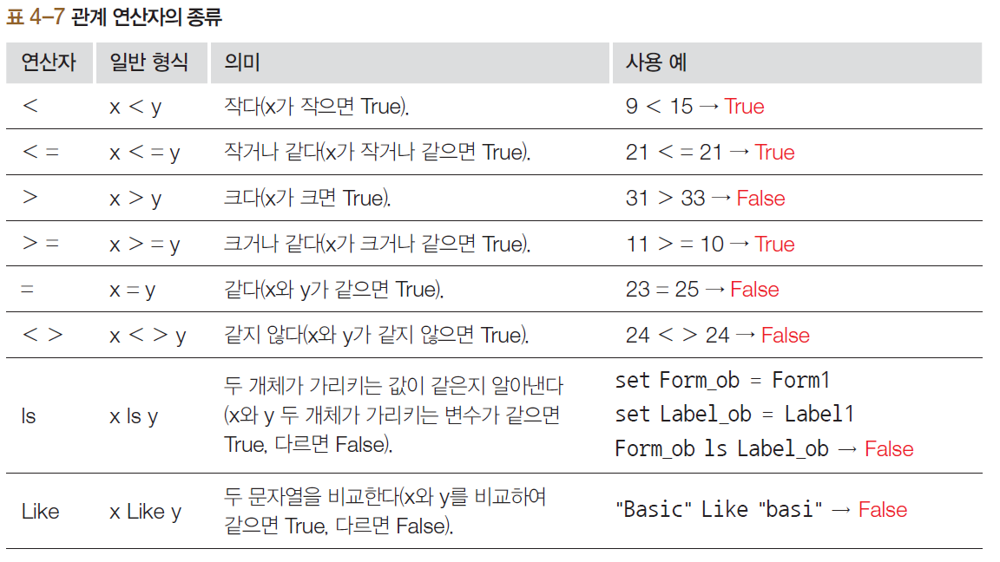 표 4-7 관계 연산자의 종류
연산자 일반 형식 의미 사용 예
< x < y 작다(x가 작으면 True). 9 < 15 → True
< = x < = y 작거나 같다(x가 작거나 같으면 True). 21 < = 21 → True
> x > y 크다(x가 크면 True). 31 > 33 → False
> = x > = y 크거나 같다(x가 크거나 같으면 True). 11 > = 10 → True
= x = y 같다(x와 y가 같으면 True). 23 = 25 → False
< > x < > y 같지 않다(x와 y가 같지 않으면 True). 24 < > 24 → False
Is x Is y
두 개체가 가리키는 값이 같은지 알아낸다
(x와 y 두 개체가 가리키는 변수가 같으면
True, 다르면 False).
set Form_ob = Form1
set Label_ob = Label1
Form_ob ls Label_ob → False
Like x Like y
두 문자열을 비교한다(x와 y를 비교하여
같으면 True, 다르면 False).
"Basic" Like "basi" → False